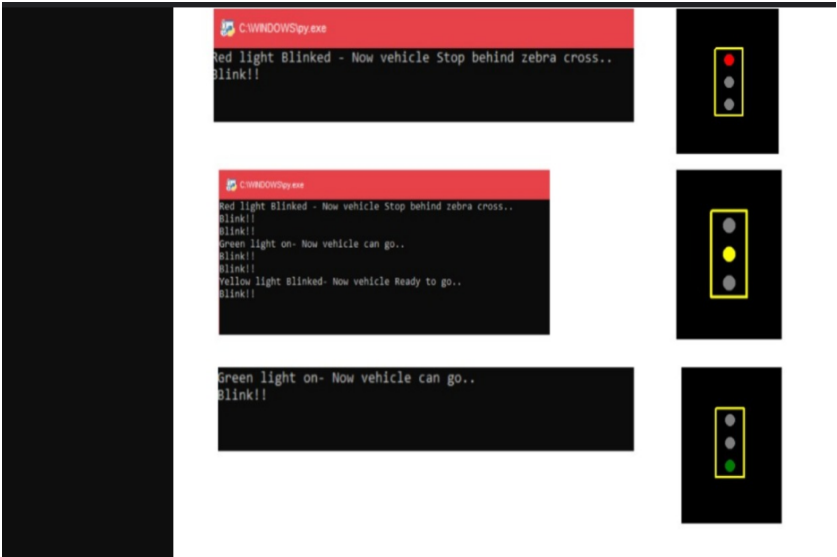 C:\WINDOWS\py.exe
Red light Blinked - Now vehicle Stop behind zebra cross..
Blink!!
C:\WINDOWS\py.exe
Red light Blinked - Now vehicle Stop behind zebra cross..
Blink!!
Blink!!
Green light on- Now vehicle can go..
Blink!!
Blink!!
Yellow light Blinked- Now vehicle Ready to go..
Blink!!
Green light on- Now vehicle can go..
Blink!!